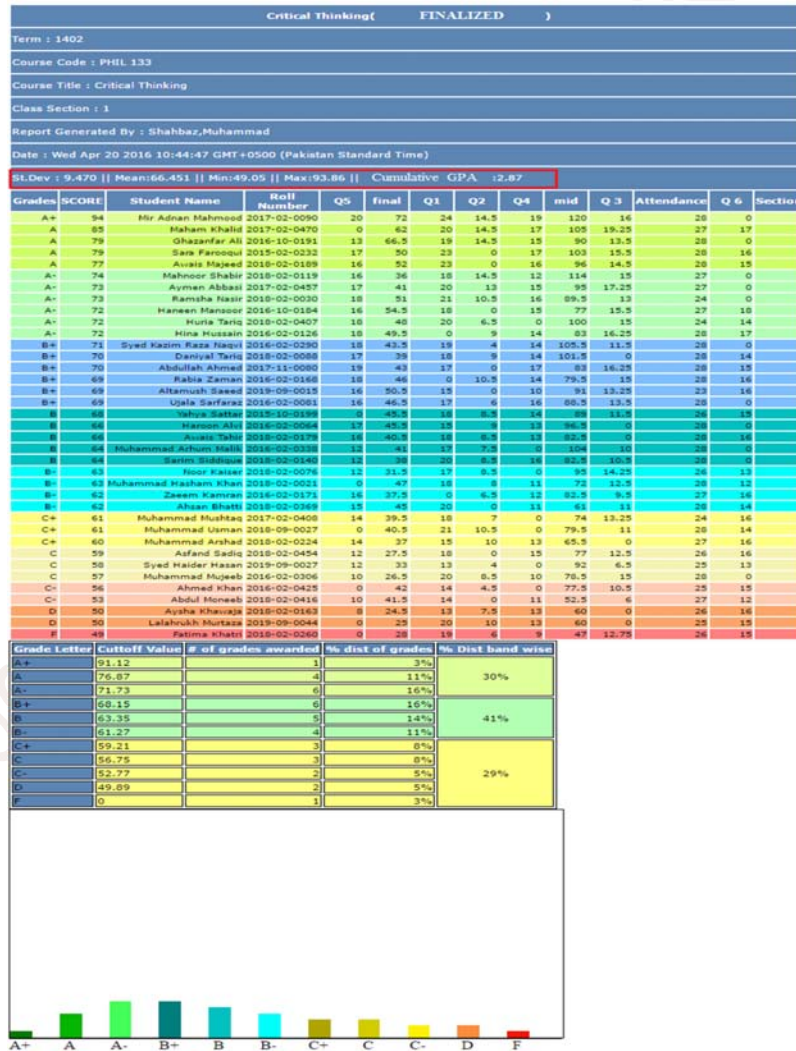 Critical Thinking( FINALIZED )
Term : 1402
Course Code : PHIL 133
Course Title : Critical Thinking
Class Section : 1
Report Generated By : Shahbaz,Muhammad
Date : Wed Apr 20 2016 10:44:47 GMT+0500 (Pakistan Standard Time)
St.Dev : 9.470 || Mean:66.451 || Min:49.05 || Max:93.86 || Cumulative GPA :2.87
Grades SCORE Student Name Roll Number Q5 final Q1 Q2 Q4 mid Q 3 Attendance Q 6 Section
A+ 94 Mir Adnan Mahmood 2017-02-0090 20 72 24 14.5 19 120 16 28 0
A 85 Maham Khalid 2017-02-0470 0 62 20 14.5 17 105 19.25 27 17
A 79 Ghazanfar Ali 2016-10-0191 13 66.5 19 14.5 15 90 13.5 28 0
A 79 Sara Farooqui 2015-02-0232 17 50 23 0 17 103 15.5 28 16
A 77 Awais Majeed 2018-02-0189 16 52 23 0 16 96 14.5 28 15
A- 74 Mahnoor Shabir 2018-02-0119 16 36 18 14.5 12 114 15 27 0
A- 73 Aymen Abbasi 2017-02-0457 17 41 20 13 15 95 17.25 27 0
A- 73 Ramsha Nasir 2018-02-0030 18 51 21 10.5 16 89.5 13 24 0
A- 72 Haneen Mansoor 2016-10-0184 16 54.5 18 0 15 77 15.5 27 18
A- 72 Huria Tariq 2018-02-0407 18 48 20 6.5 0 100 15 24 14
A- 72 Hina Hussain 2016-02-0126 18 49.5 0 9 14 83 16.25 28 17
B+ 71 Syed Kazim Raza Naqvi 2016-02-0290 18 43.5 19 4 14 105.5 11.5 28 0
B+ 70 Daniyal Tariq 2018-02-0088 17 39 18 9 14 101.5 0 28 14
B+ 70 Abdullah Ahmed 2017-11-0080 19 43 17 0 17 83 16.25 28 15
B+ 69 Rabia Zaman 2016-02-0168 18 46 0 10.5 14 79.5 15 28 16
B+ 69 Altamush Saeed 2019-09-0015 16 50.5 15 0 10 91 13.25 23 16
B+ 69 Ujala Sarfaraz 2016-02-0081 16 46.5 17 6 16 88.5 13.5 28 0
B 68 Yahya Sattar 2015-10-0199 0 45.5 18 8.5 14 89 11.5 26 15
B 66 Haroon Alvi 2016-02-0064 17 45.5 15 9 13 96.5 0 28 0
B 66 Awais Tahir 2018-02-0179 16 40.5 18 8.5 13 82.5 0 28 16
B 64 Muhammad Arhum Malik 2016-02-0338 12 41 17 7.5 0 104 10 28 0
B 64 Sarim Siddique 2018-02-0140 12 38 20 8.5 16 82.5 10.5 28 0
B- 63 Noor Kaiser 2018-02-0076 12 31.5 17 8.5 0 95 14.25 26 13
B- 63 Muhammad Hasham Khan 2018-02-0021 0 47 18 8 11 72 12.5 28 12
B- 62 Zaeem Kamran 2016-02-0171 16 37.5 0 6.5 12 82.5 9.5 27 16
B- 62 Ahsan Bhatti 2018-02-0369 15 45 20 0 11 61 11 28 14
C+ 61 Muhammad Mushtaq 2017-02-0408 14 39.5 18 7 0 74 13.25 24 16
C+ 61 Muhammad Usman 2018-09-0027 0 40.5 21 10.5 0 79.5 11 28 14
C+ 60 Muhammad Arshad 2018-02-0224 14 37 15 10 13 65.5 0 27 16
C 59 Asfand Sadiq 2018-02-0454 12 27.5 18 0 15 77 12.5 26 16
C 58 Syed Haider Hasan 2019-09-0027 12 33 13 4 0 92 6.5 25 13
C 57 Muhammad Mujeeb 2016-02-0306 10 26.5 20 8.5 10 78.5 15 28 0
C- 56 Ahmed Khan 2016-02-0425 0 42 14 4.5 0 77.5 10.5 25 15
C- 53 Abdul Moneeb 2018-02-0416 10 41.5 14 0 11 52.5 6 27 12
D 50 Aysha Khawaja 2018-02-0163 8 24.5 13 7.5 13 60 0 26 16
D 50 Lalahrukh Murtaza 2019-09-0044 0 25 20 10 13 60 0 25 15
F 49 Fatima Khatri 2018-02-0260 0 28 19 6 9 47 12.75 26 15
Grade Letter Cuttoff Value # of grades awarded % dist of grades % Dist band wise
A+ 91.12 1 3%
A 76.87 4 11% 30%
A- 71.73 6 16%
B+ 68.15 6 16%
B 63.35 5 14% 41%
B- 61.27 4 11%
C+ 59.21 3 8%
C 56.75 3 8%
C- 52.77 2 5% 29%
D 49.89 2 5%
F 0 1 3%
A+ A A- B+ B B- C+ C C- D F